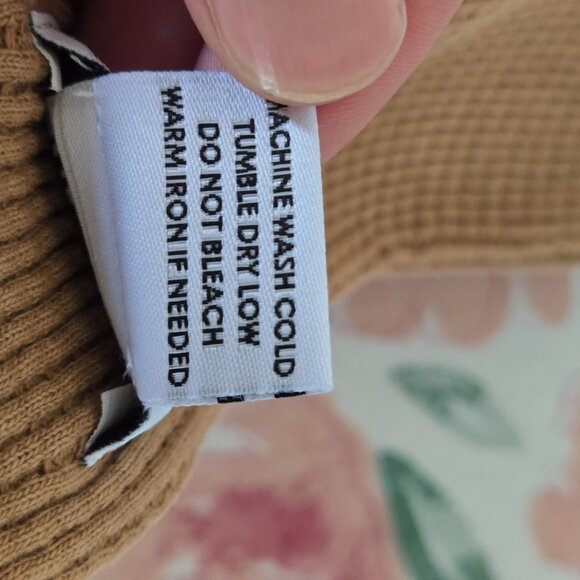 MACHINE WASH COLD
TUMBLE DRY LOW
DO NOT BLEACH
WARM IRON IF NEEDED